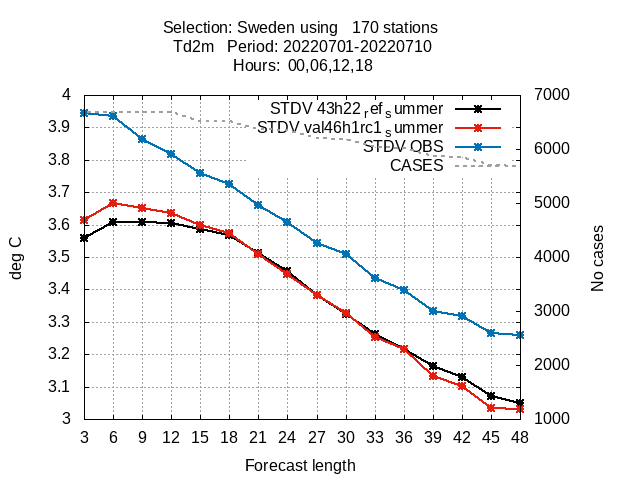 Selection: Sweden using   170 stations
Td2m   Period: 20220701-20220710
Hours:  00,06,12,18
STDV 43h22ref summer
STDV val46h1rc1summer
STDV OBS
CASES
4
3.9
3.8
3.7
3.6
3.5
3.4
3.3
3.2
3.1
3
deg C
7000
6000
5000
4000
3000
2000
1000
No cases
3 6 9 12 15 18 21 24 27 30 33 36 39 42 45 48
Forecast length